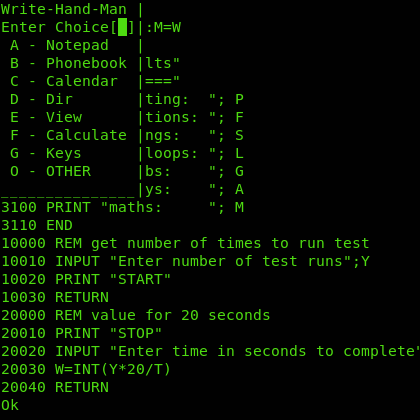 Write-Hand-Man |
Enter Choice[ ]|:M=W
 A - Notepad   |
 B - Phonebook |lts"
 C - Calendar  |==="
 D - Dir       |ting:  "; P
 E - View      |tions: "; F
 F - Calculate |ngs:   "; S
 G - Keys      |loops: "; L
 O - OTHER     |bs:    "; G
_______________|ys:    "; A
3100 PRINT "maths:     "; M
3110 END
10000 REM get number of times to run test
10010 INPUT "Enter number of test runs";Y
10020 PRINT "START"
10030 RETURN
20000 REM value for 20 seconds
20010 PRINT "STOP"
20020 INPUT "Enter time in seconds to complete"
20030 W=INT(Y*20/T)
20040 RETURN
Ok